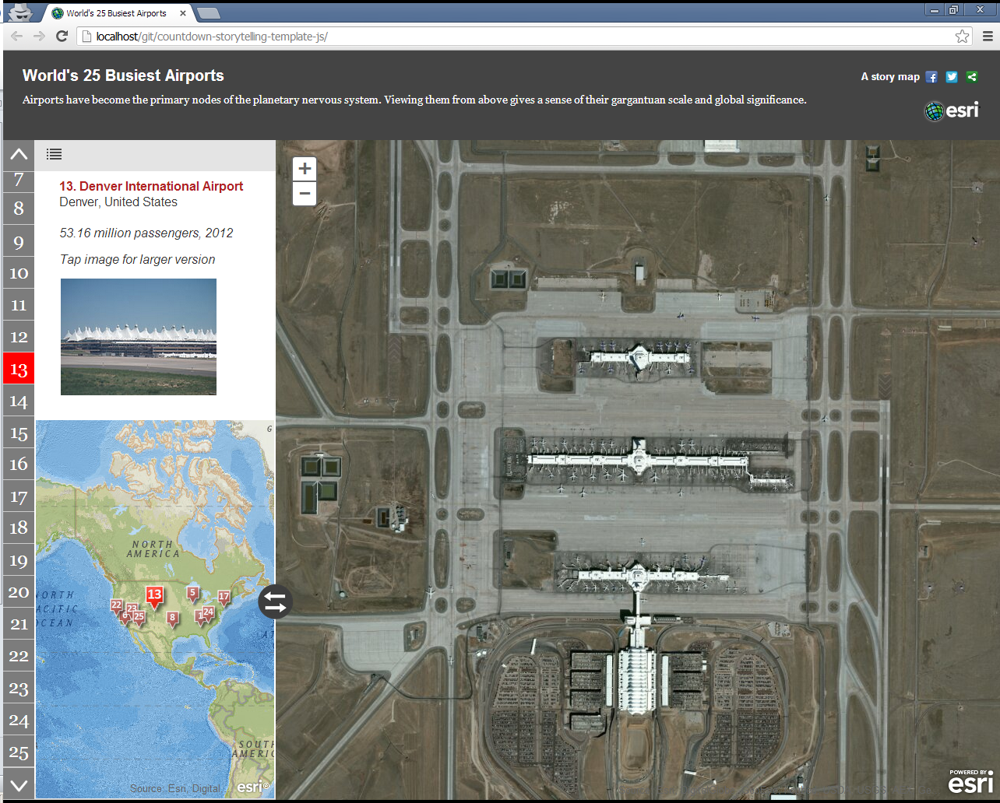 World's 25 Busiest Airports
localhost/git/countdown-storytelling-template-js/
World's 25 Busiest Airports
A story map
Airports have become the primary nodes of the planetary nervous system. Viewing them from above gives a sense of their gargantuan scale and global significance.
esri
7
8
9
10
11
12
13
14
15
16
17
18
19
20
21
22
23
24
25
13. Denver International Airport
Denver, United States
53.16 million passengers, 2012
Tap image for larger version
+
−
G
NORTH
AMERICA
NORTH
PACIFIC
OCEAN
AT
13
5
17
22
23
6
25
8
1
24
SOUTH
AMERIC
Source: Esri, Digital
esri
POWERED BY
esri